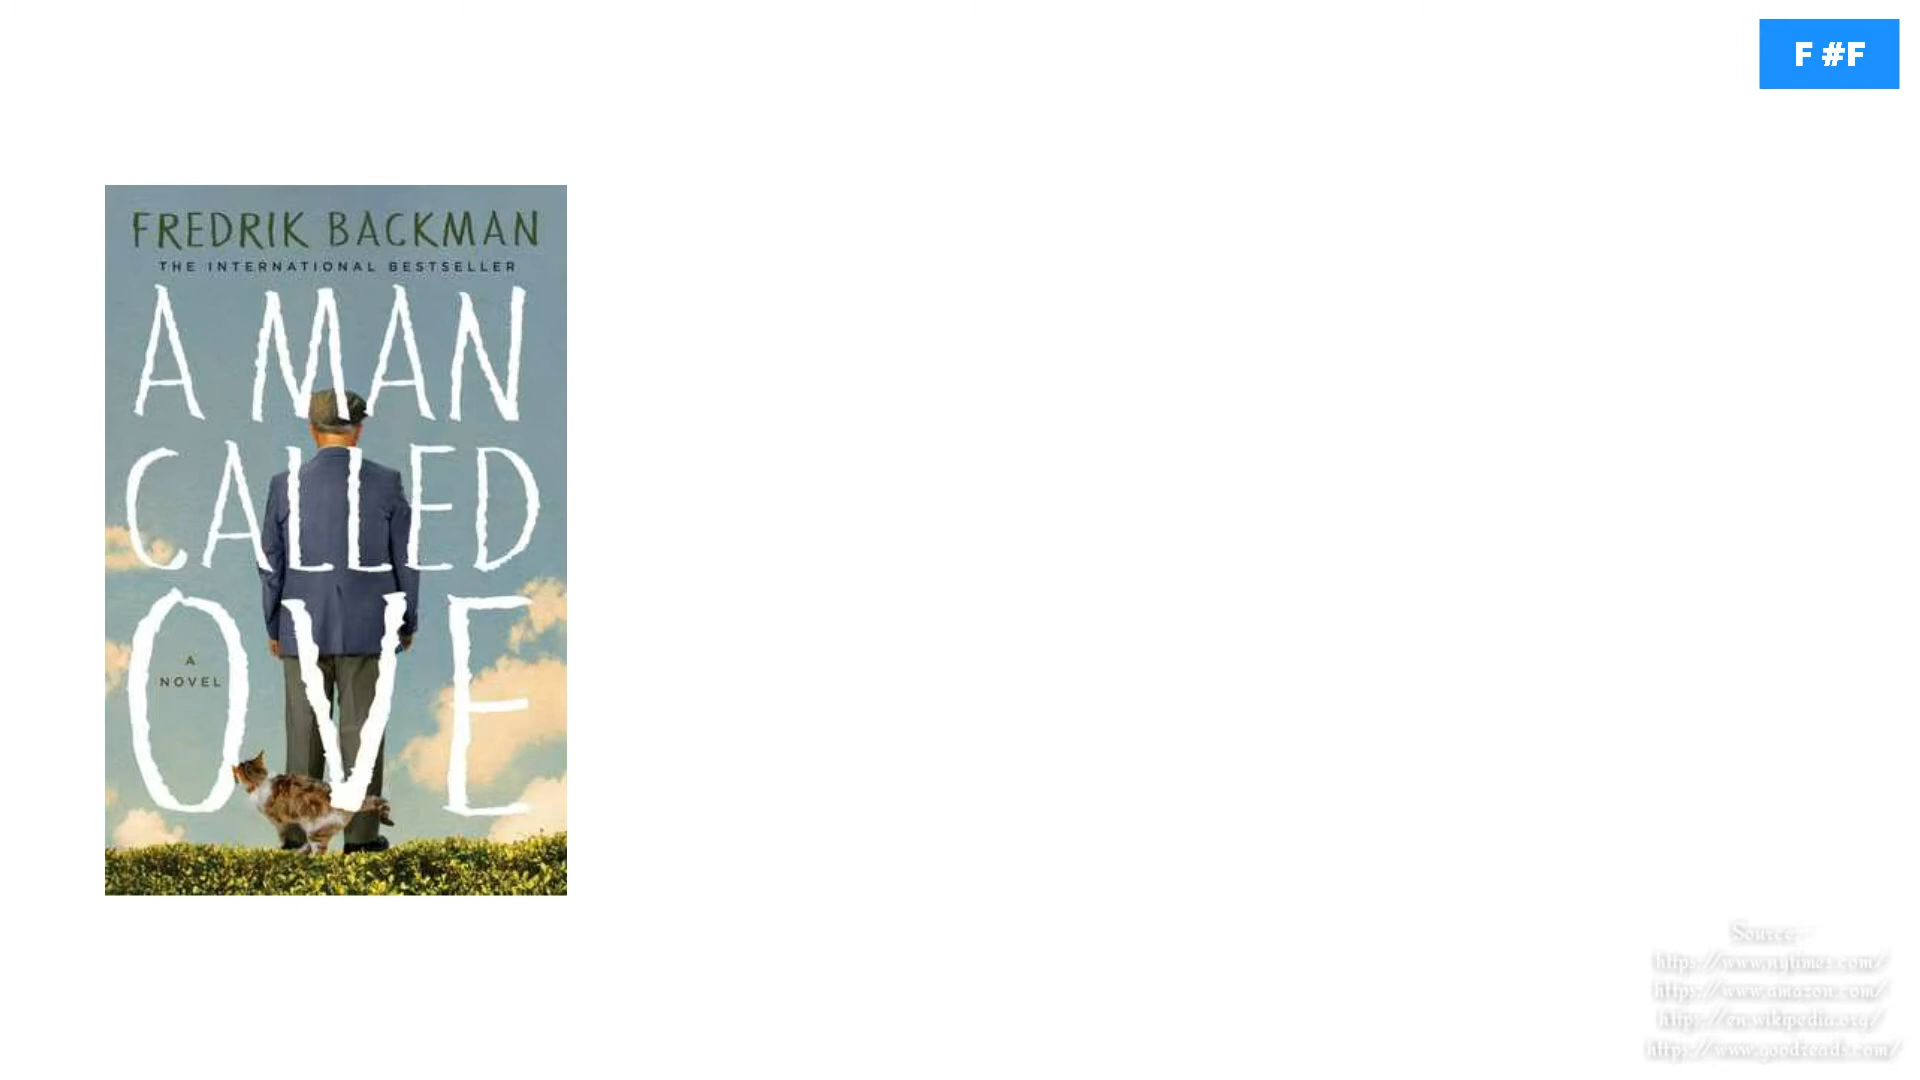 F #F
FREDRIK BACKMAN
THE INTERNATIONAL BESTSELLER
A MAN
CALLED
OVE
A
NOVEL
Source:-
https://www.nytimes.com/
https://www.amazon.com/
https://en.wikipedia.org/
https://www.goodreads.com/